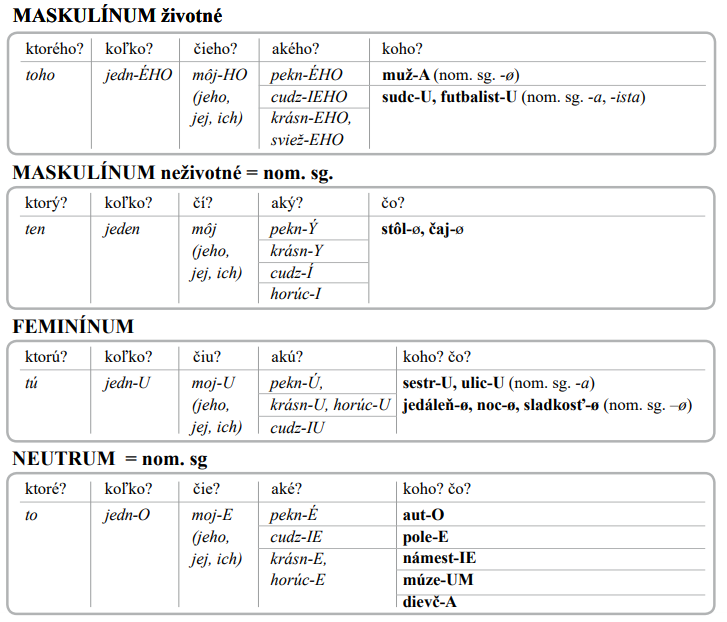 MASKULÍNUM životné
ktorého? koľko? čieho? akého? koho?
toho jedn-ÉHO môj-HO pekn-ÉHO muž-A (nom. sg. -ø)
(jeho, cudz-IEHO sudc-U, futbalist-U (nom. sg. -a, -ista)
jej, ich) krásn-EHO,
sviež-EHO
MASKULÍNUM neživotné = nom. sg.
ktorý? koľko? čí? aký? čo?
ten jeden môj pekn-Ý stôl-ø, čaj-ø
(jeho, krásn-Y
jej, ich) cudz-Í
horúc-I
FEMINÍNUM
ktorú? koľko? čiu? akú? koho? čo?
tú jedn-U moj-U pekn-Ú, sestr-U, ulic-U (nom. sg. -a)
(jeho, krásn-U, horúc-U jedáleň-ø, noc-ø, sladkosť-ø (nom. sg. –ø)
jej, ich) cudz-IU
NEUTRUM = nom. sg
ktoré? koľko? čie? aké? koho? čo?
to jedn-O moj-E pekn-É aut-O
(jeho, cudz-IE pole-E
jej, ich) krásn-E, námest-IE
horúc-E múze-UM
dievč-A